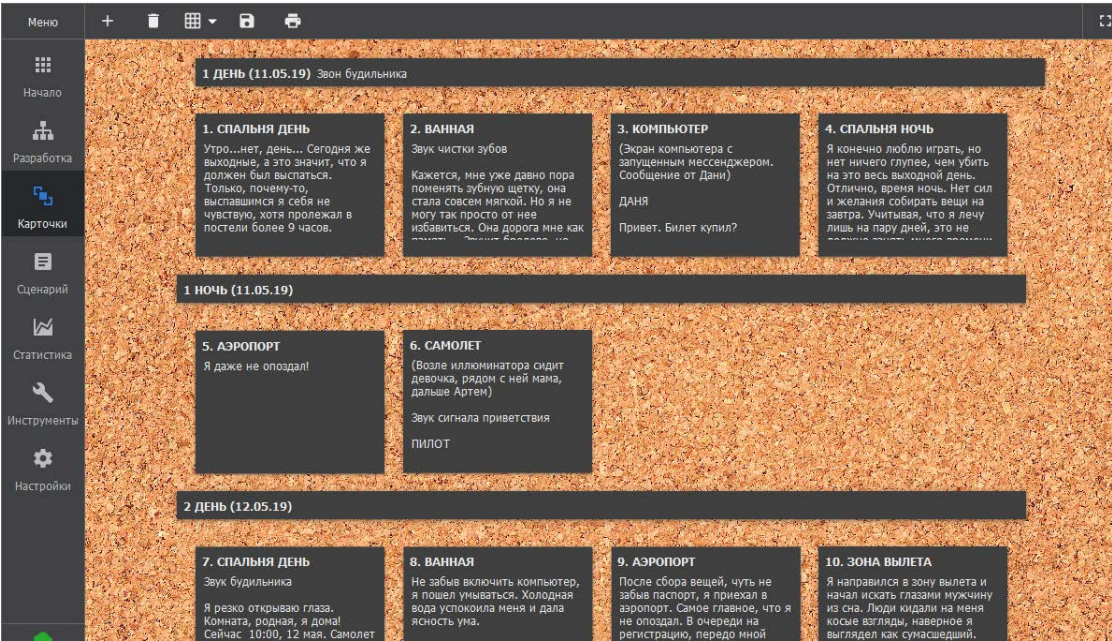 Меню
Начало
Разработка
Карточки
Сценарий
Статистика
Инструменты
Настройки
1 ДЕНЬ (11.05.19) Звон будильника
1. СПАЛЬНЯ ДЕНЬ
Утро...нет, день... Сегодня же
выходные, а это значит, что я
должен был выспаться.
Только, почему-то,
выспавшимся я себя не
чувствую, хотя пролежал в
постели более 9 часов.
2. ВАННАЯ
Звук чистки зубов
Кажется, мне уже давно пора
поменять зубную щетку, она
стала совсем мягкой. Но я не
могу так просто от нее
избавиться. Она дорога мне как
3. КОМПЬЮТЕР
(Экран компьютера с
запущенным мессенджером.
Сообщение от Дани)
ДАНЯ
Привет. Билет купил?
4. СПАЛЬНЯ НОЧЬ
Я конечно люблю играть, но
нет ничего глупее, чем убить
на это весь выходной день.
Отлично, время ночь. Нет сил
и желания собирать вещи на
завтра. Учитывая, что я лечу
лишь на пару дней, это не
1 НОЧЬ (11.05.19)
5. АЭРОПОРТ
Я даже не опоздал!
6. САМОЛЕТ
(Возле иллюминатора сидит
девочка, рядом с ней мама,
дальше Артем)
Звук сигнала приветствия
ПИЛОТ
2 ДЕНЬ (12.05.19)
7. СПАЛЬНЯ ДЕНЬ
Звук будильника
Я резко открываю глаза.
Комната, родная, я дома!
Сейчас 10:00, 12 мая. Самолет
8. ВАННАЯ
Не забыв включить компьютер,
я пошел умываться. Холодная
вода успокоила меня и дала
ясность ума.
9. АЭРОПОРТ
После сбора вещей, чуть не
забыв паспорт, я приехал в
аэропорт. Самое главное, что я
не опоздал. В очереди на
регистрацию, передо мной
10. ЗОНА ВЫЛЕТА
Я направился в зону вылета и
начал искать глазами мужчину
из сна. Люди кидали на меня
косые взгляды, наверное я
выглядел как сумасшедший.